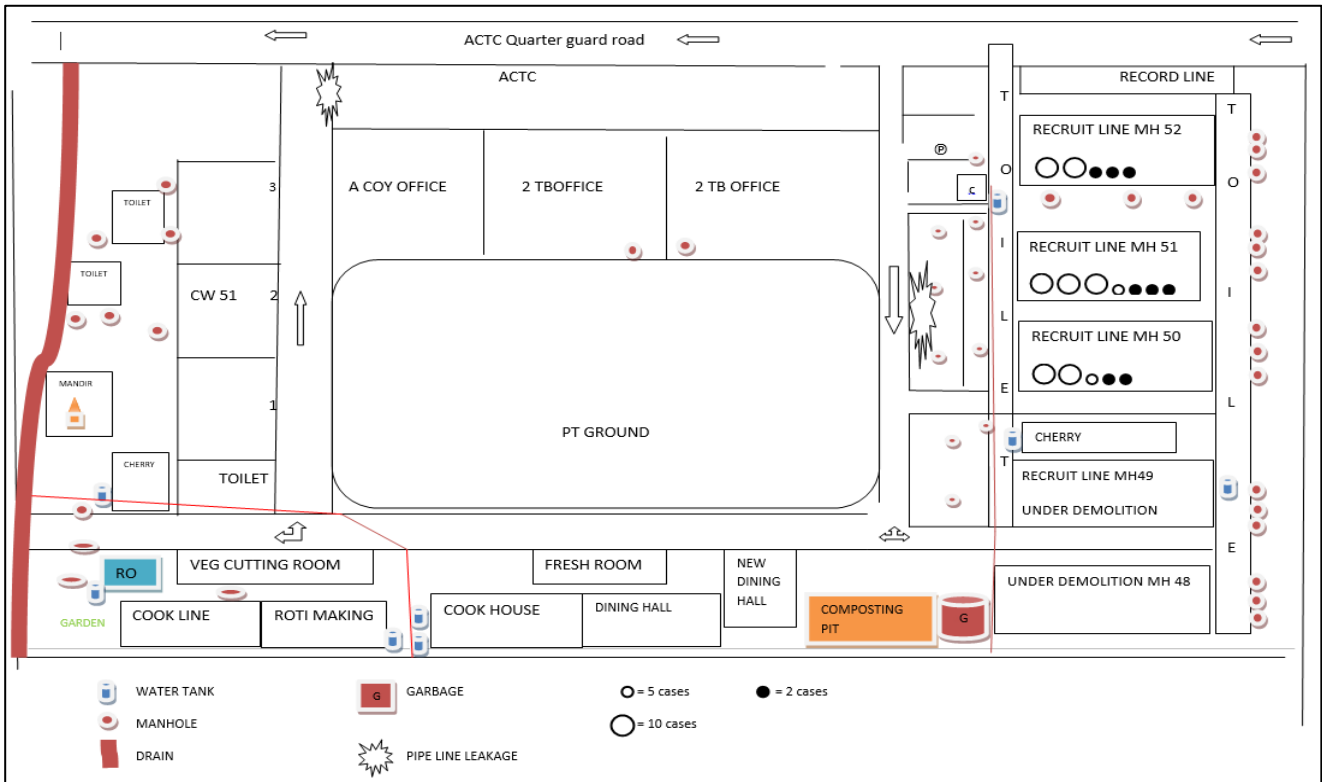 ACTC Quarter guard road
ACTC
RECORD LINE
T O I L E T
T O I L E
RECRUIT LINE MH 52
P
C
3
A COY OFFICE
2 TBOFFICE
2 TB OFFICE
TOILET
RECRUIT LINE MH 51
TOILET
CW 51
2
RECRUIT LINE MH 50
MANOIR
1
PT GROUND
CHERRY
CHERRY
TOILET
RECRUIT LINE MH49
UNDER DEMOLITION
RO
VEG CUTTING ROOM
FRESH ROOM
NEW
DINING
HALL
UNDER DEMOLITION MH 48
GARDEN
COOK LINE
ROTI MAKING
COOK HOUSE
DINING HALL
COMPOSTING
PIT
G
WATER TANK
G
GARBAGE
= 5 cases
= 2 cases
MANHOLE
= 10 cases
DRAIN
PIPE LINE LEAKAGE